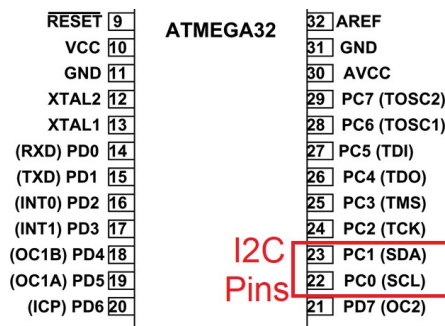 RESET 9 ATMEGA32 32 AREF
VCC 10 31 GND
GND 11 30 AVCC
XTAL2 12 29 PC7 (TOSC2)
XTAL1 13 28 PC6 (TOSC1)
(RXD) PD0 14 27 PC5 (TDI)
(TXD) PD1 15 26 PC4 (TDO)
(INT0) PD2 16 25 PC3 (TMS)
(INT1) PD3 17 24 PC2 (TCK)
(OC1B) PD4 18 I2C 23 PC1 (SDA)
(OC1A) PD5 19 Pins 22 PC0 (SCL)
(ICP) PD6 20 21 PD7 (OC2)